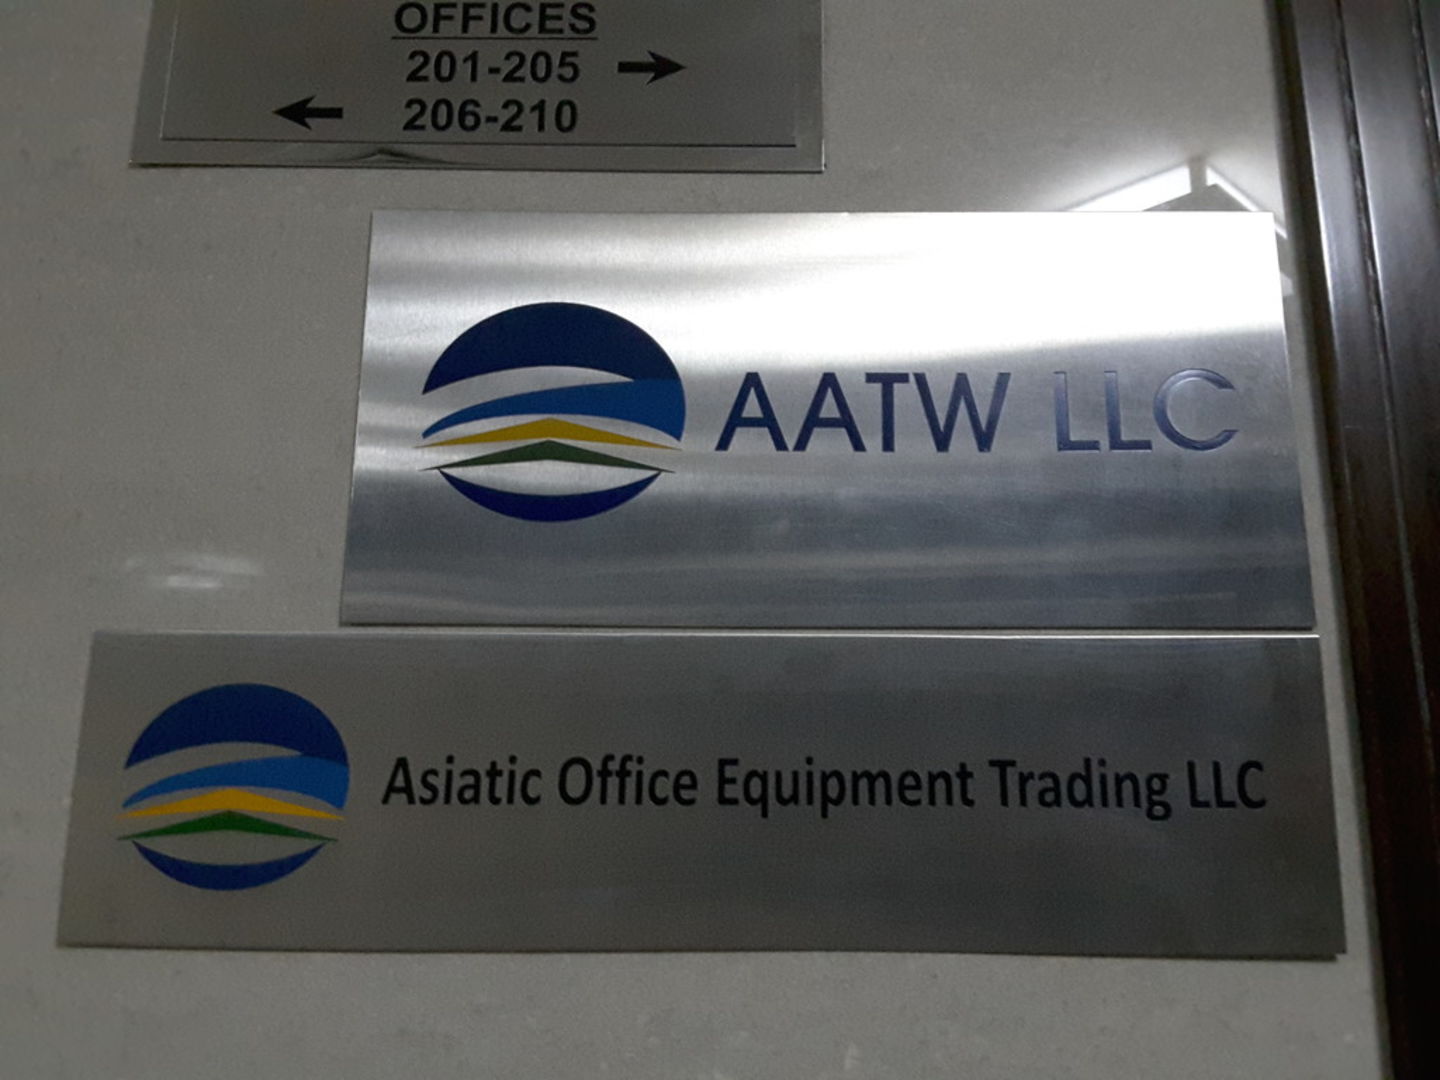 OFFICES
201-205 →
← 206-210
AATW LLC
Asiatic Office Equipment Trading LLC